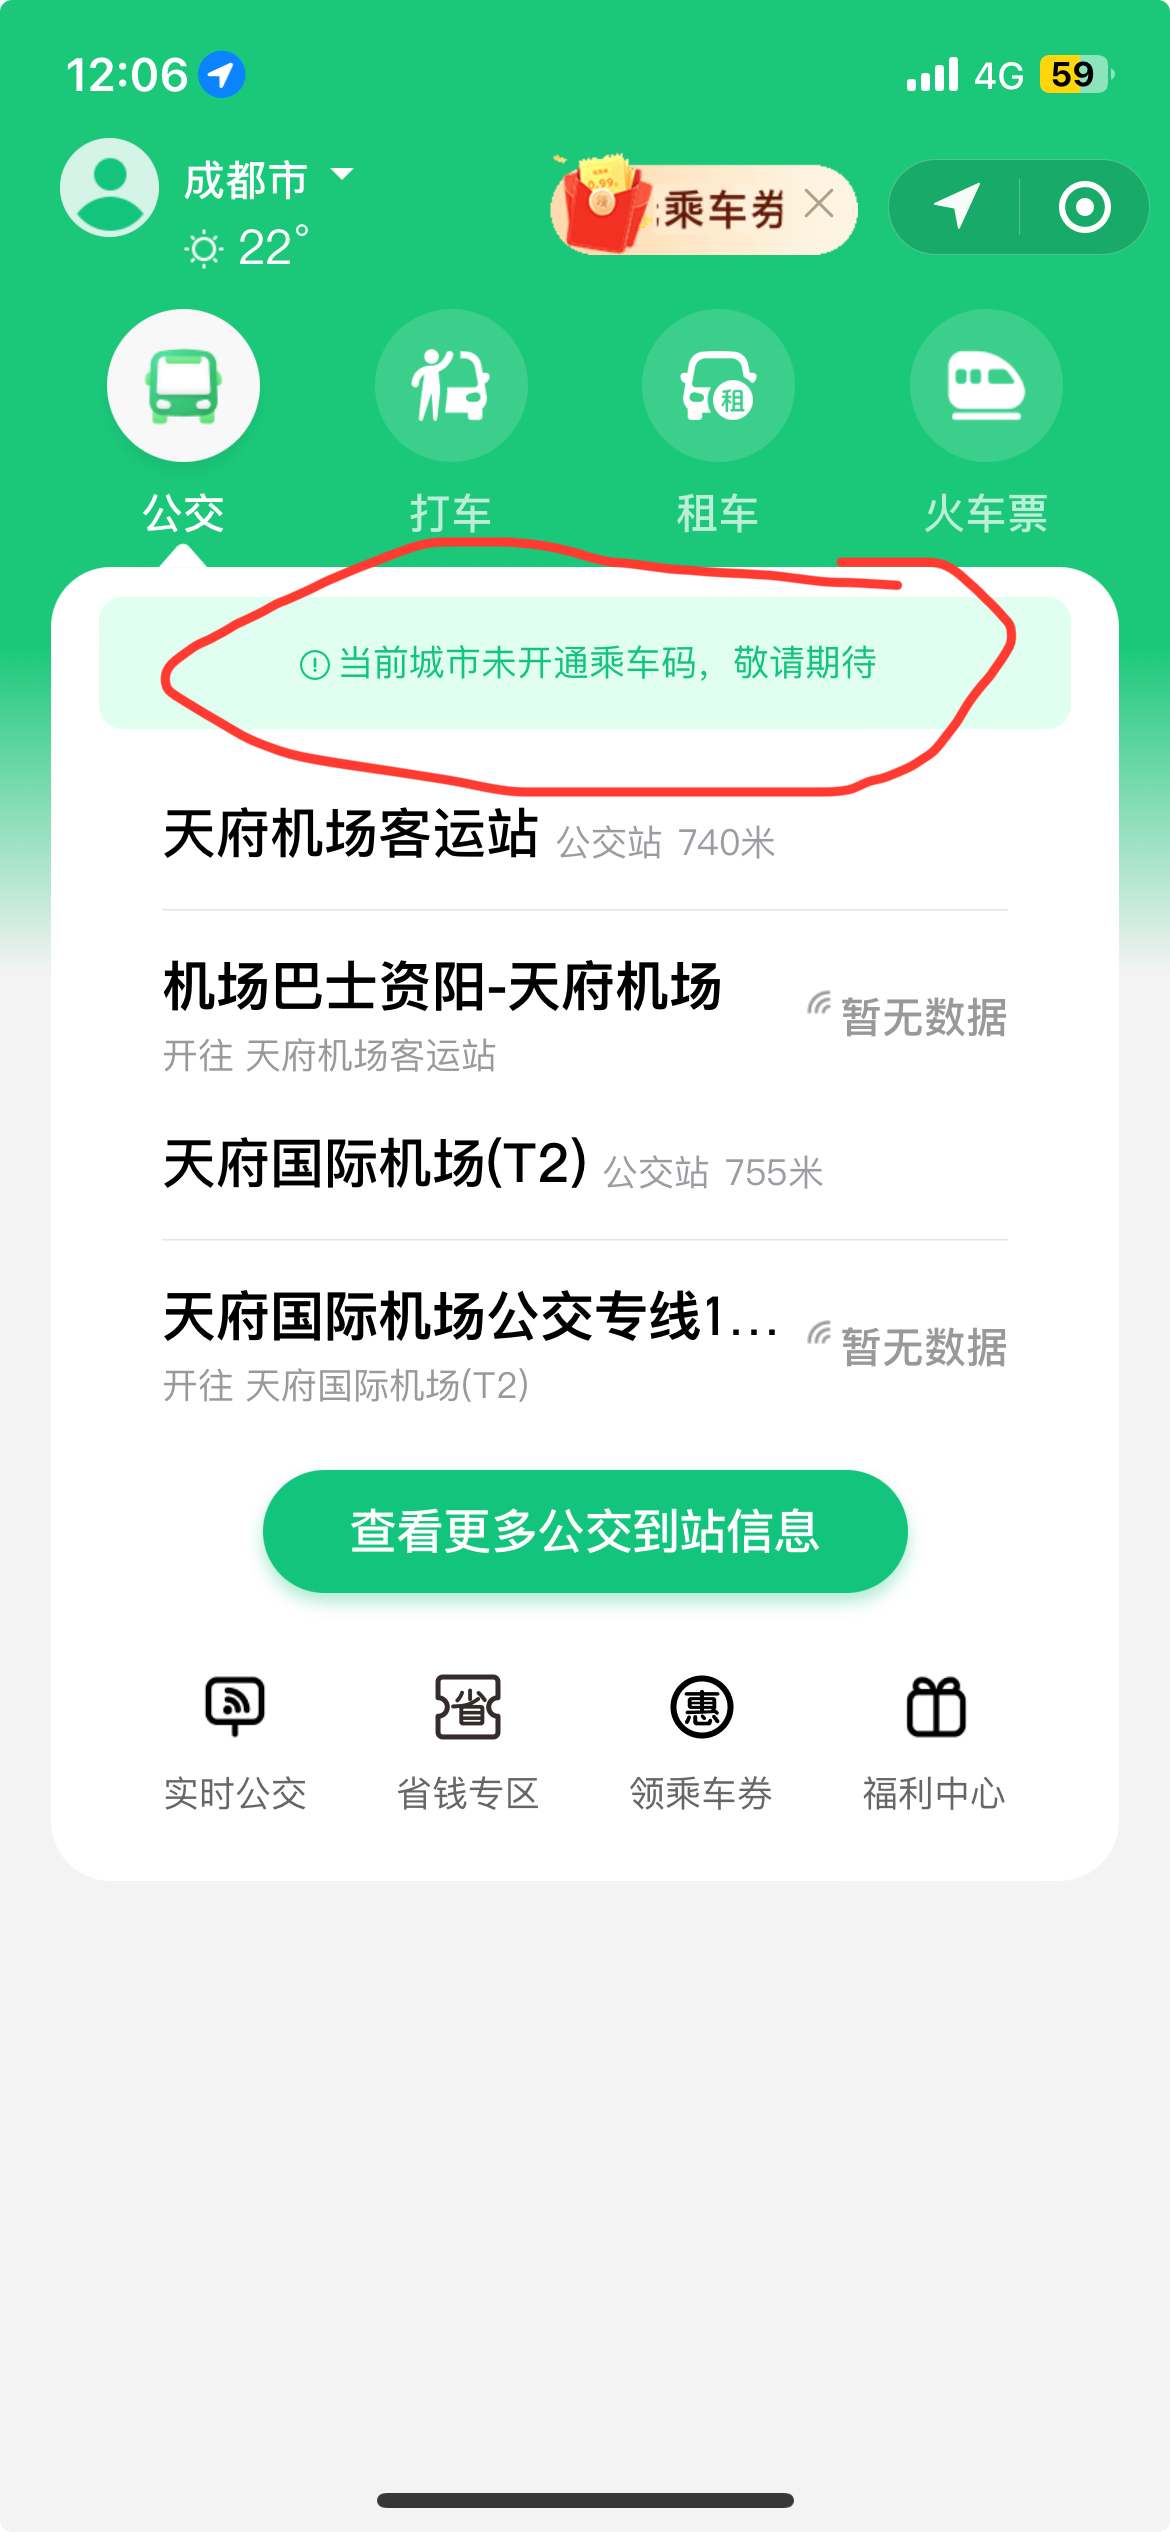 12:06
4G 59
成都市
乘车券
22°
租
公交 打车 租车 火车票
当前城市未开通乘车码，敬请期待
天府机场客运站 公交站 740米
机场巴士资阳-天府机场
暂无数据
开往 天府机场客运站
天府国际机场(T2) 公交站 755米
天府国际机场公交专线1...
暂无数据
开往 天府国际机场(T2)
查看更多公交到站信息
省 惠
实时公交 省钱专区 领乘车券 福利中心